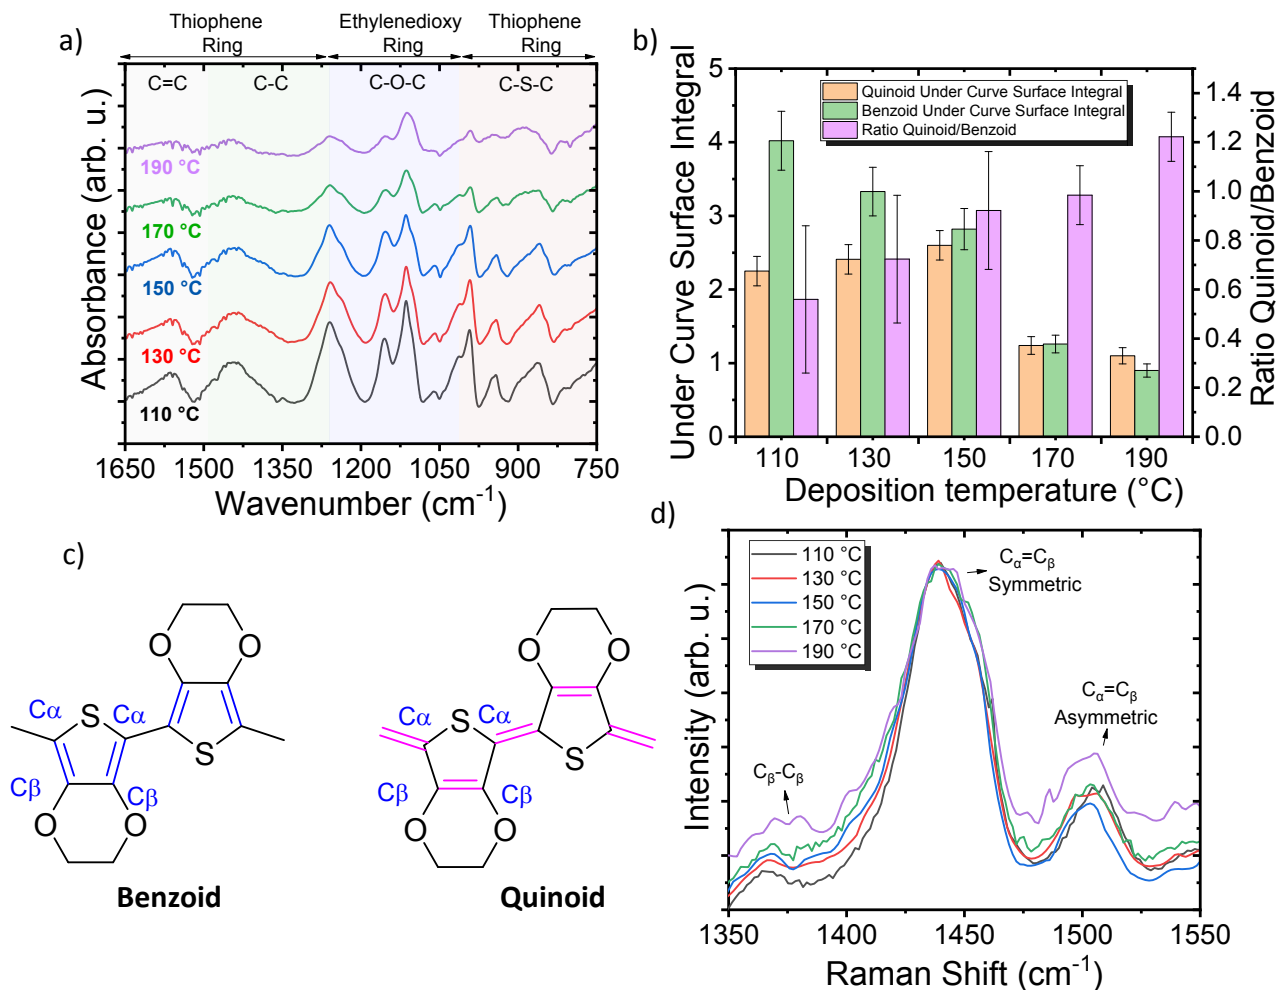 a)
Thiophene
Ring
Ethylenedioxy
Ring
Thiophene
Ring
C=C
C-C
C-O-C
C-S-C
190 °C
170 °C
150 °C
130 °C
110 °C
Absorbance (arb. u.)
1650 1500 1350 1200 1050 900 750
Wavenumber (cm⁻¹)
b)
Quinoid Under Curve Surface Integral
Benzoid Under Curve Surface Integral
Ratio Quinoid/Benzoid
Under Curve Surface Integral
5
4
3
2
1
0
Ratio Quinoid/Benzoid
1.4
1.2
1.0
0.8
0.6
0.4
0.2
0.0
110 130 150 170 190
Deposition temperature (°C)
c)
O
O
S
S
Cα
Cα
Cβ
Cβ
O
O
Benzoid
O
O
S
S
Cα
Cα
Cβ
Cβ
O
O
Quinoid
d)
110 °C
130 °C
150 °C
170 °C
190 °C
Cα=Cβ
Symmetric
Cα=Cβ
Asymmetric
Cβ-Cβ
Intensity (arb. u.)
1350 1400 1450 1500 1550
Raman Shift (cm⁻¹)